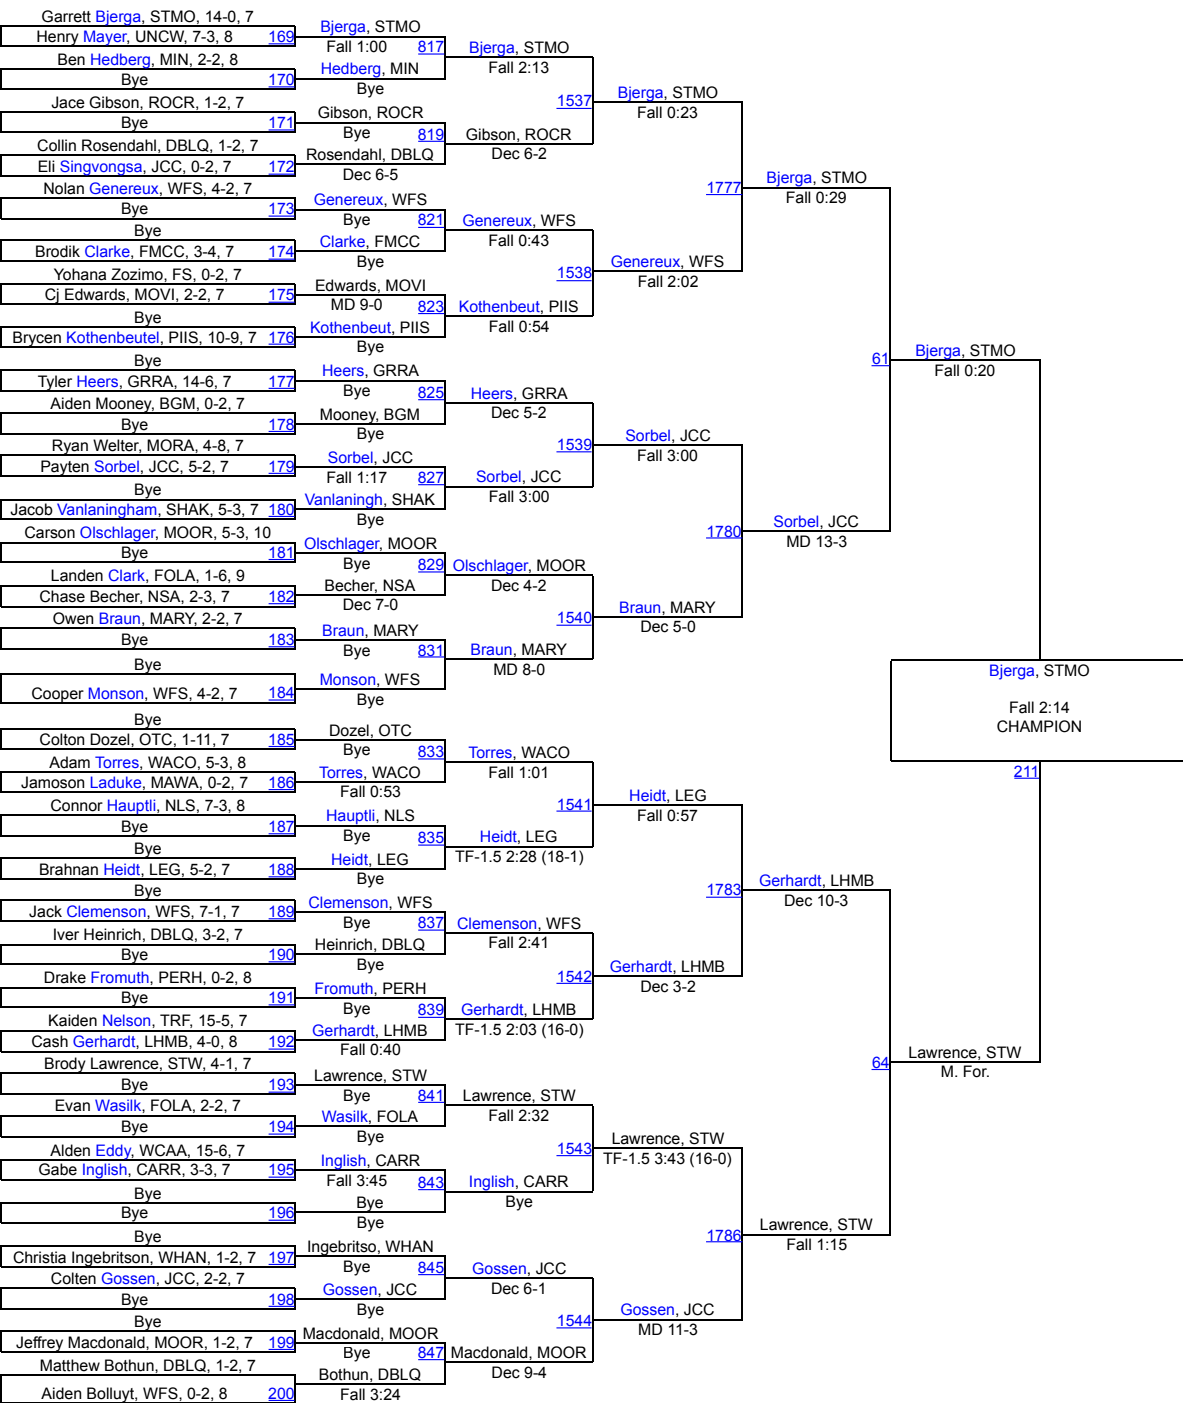 Garrett Bjerga, STMO, 14-0, 7
Henry Mayer, UNCW, 7-3, 8 169
Ben Hedberg, MIN, 2-2, 8
Bye 170
Jace Gibson, ROCR, 1-2, 7
Bye 171
Collin Rosendahl, DBLQ, 1-2, 7
Eli Singvongsa, JCC, 0-2, 7 172
Nolan Genereux, WFS, 4-2, 7
Bye 173
Bye
Brodik Clarke, FMCC, 3-4, 7 174
Yohana Zozimo, FS, 0-2, 7
Cj Edwards, MOVI, 2-2, 7 175
Bye
Brycen Kothenbeutel, PIIS, 10-9, 7 176
Bye
Tyler Heers, GRRA, 14-6, 7 177
Aiden Mooney, BGM, 0-2, 7
Bye 178
Ryan Welter, MORA, 4-8, 7
Payten Sorbel, JCC, 5-2, 7 179
Bye
Jacob Vanlaningham, SHAK, 5-3, 7 180
Carson Olschlager, MOOR, 5-3, 10
Bye 181
Landen Clark, FOLA, 1-6, 9
Chase Becher, NSA, 2-3, 7 182
Owen Braun, MARY, 2-2, 7
Bye 183
Bye
Cooper Monson, WFS, 4-2, 7 184
Bye
Colton Dozel, OTC, 1-11, 7 185
Adam Torres, WACO, 5-3, 8
Jamoson Laduke, MAWA, 0-2, 7 186
Connor Hauptli, NLS, 7-3, 8
Bye 187
Bye
Brahnan Heidt, LEG, 5-2, 7 188
Bye
Jack Clemenson, WFS, 7-1, 7 189
Iver Heinrich, DBLQ, 3-2, 7
Bye 190
Drake Fromuth, PERH, 0-2, 8
Bye 191
Kaiden Nelson, TRF, 15-5, 7
Cash Gerhardt, LHMB, 4-0, 8 192
Brody Lawrence, STW, 4-1, 7
Bye 193
Evan Wasilk, FOLA, 2-2, 7
Bye 194
Alden Eddy, WCAA, 15-6, 7
Gabe Inglish, CARR, 3-3, 7 195
Bye
Bye 196
Bye
Christia Ingebritson, WHAN, 1-2, 7 197
Colten Gossen, JCC, 2-2, 7
Bye 198
Bye
Jeffrey Macdonald, MOOR, 1-2, 7 199
Matthew Bothun, DBLQ, 1-2, 7
Aiden Bolluyt, WFS, 0-2, 8 200
Bjerga, STMO
Fall 1:00 817
Hedberg, MIN
Bye
Gibson, ROCR
Bye 819
Rosendahl, DBLQ
Dec 6-5
Genereux, WFS
Bye 821
Clarke, FMCC
Bye
Edwards, MOVI
MD 9-0 823
Kothenbeut, PIIS
Bye
Heers, GRRA
Bye 825
Mooney, BGM
Bye
Sorbel, JCC
Fall 1:17 827
Vanlaningh, SHAK
Bye
Olschlager, MOOR
Bye 829
Becher, NSA
Dec 7-0
Braun, MARY
Bye 831
Monson, WFS
Bye
Dozel, OTC
Bye 833
Torres, WACO
Fall 0:53
Hauptli, NLS
Bye 835
Heidt, LEG
Bye
Clemenson, WFS
Bye 837
Heinrich, DBLQ
Bye
Fromuth, PERH
Bye 839
Gerhardt, LHMB
Fall 0:40
Lawrence, STW
Bye 841
Wasilk, FOLA
Bye
Inglish, CARR
Fall 3:45 843
Bye
Bye
Ingebritso, WHAN
Bye 845
Gossen, JCC
Bye
Macdonald, MOOR
Bye 847
Bothun, DBLQ
Fall 3:24
Bjerga, STMO
Fall 2:13
1537
Gibson, ROCR
Dec 6-2
Genereux, WFS
Fall 0:43
1538
Kothenbeut, PIIS
Fall 0:54
Heers, GRRA
Dec 5-2
1539
Sorbel, JCC
Fall 3:00
Olschlager, MOOR
Dec 4-2
1540
Braun, MARY
MD 8-0
Torres, WACO
Fall 1:01
1541
Heidt, LEG
TF-1.5 2:28 (18-1)
Clemenson, WFS
Fall 2:41
1542
Gerhardt, LHMB
TF-1.5 2:03 (16-0)
Lawrence, STW
Fall 2:32
1543
Inglish, CARR
Bye
Gossen, JCC
Dec 6-1
1544
Macdonald, MOOR
Dec 9-4
Bjerga, STMO
Fall 0:23
1777
Genereux, WFS
Fall 2:02
Sorbel, JCC
Fall 3:00
1780
Braun, MARY
Dec 5-0
Heidt, LEG
Fall 0:57
1783
Gerhardt, LHMB
Dec 3-2
Lawrence, STW
TF-1.5 3:43 (16-0)
1786
Gossen, JCC
MD 11-3
Bjerga, STMO
Fall 0:29
61
Sorbel, JCC
MD 13-3
Gerhardt, LHMB
Dec 10-3
64
Lawrence, STW
Fall 1:15
Bjerga, STMO
Fall 0:20
Lawrence, STW
M. For.
Bjerga, STMO
Fall 2:14
CHAMPION
211